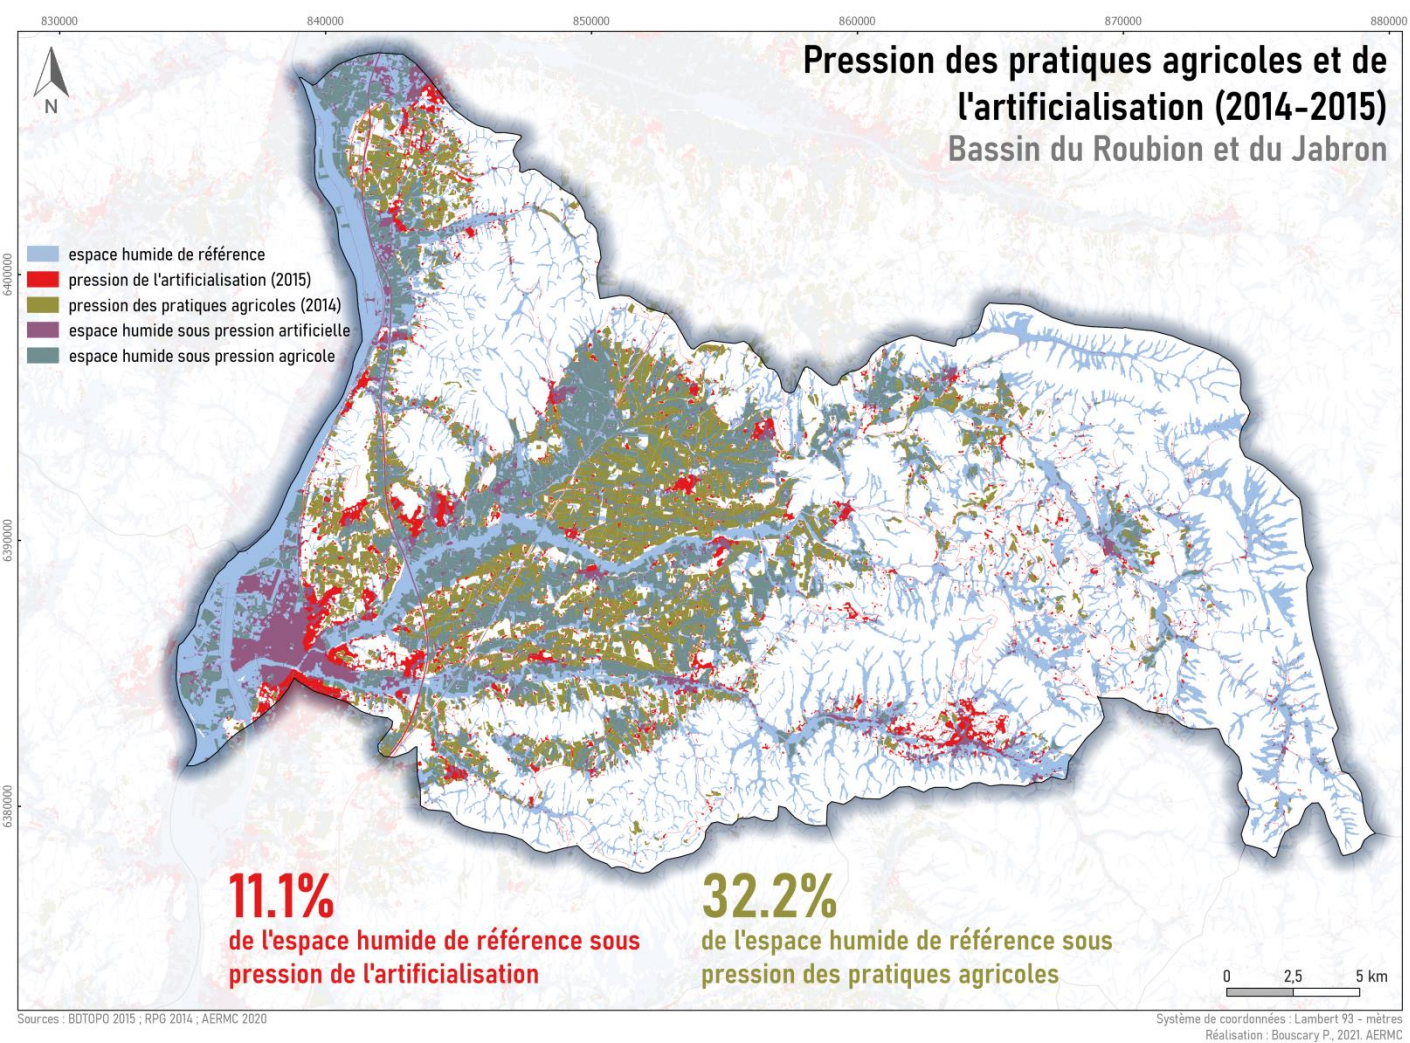 830000
840000
850000
860000
870000
880000
Pression des pratiques agricoles et de
l'artificialisation (2014-2015)
Bassin du Roubion et du Jabron
N
espace humide de référence
pression de l'artificialisation (2015)
pression des pratiques agricoles (2014)
espace humide sous pression artificielle
espace humide sous pression agricole
6400000
6390000
6380000
11.1%
de l'espace humide de référence sous
pression de l'artificialisation
32.2%
de l'espace humide de référence sous
pression des pratiques agricoles
0 2,5 5 km
Sources : BDTOPO 2015 ; RPG 2014 ; AERMC 2020
Système de coordonnées : Lambert 93 - mètres
Réalisation : Bouscary P., 2021. AERMC